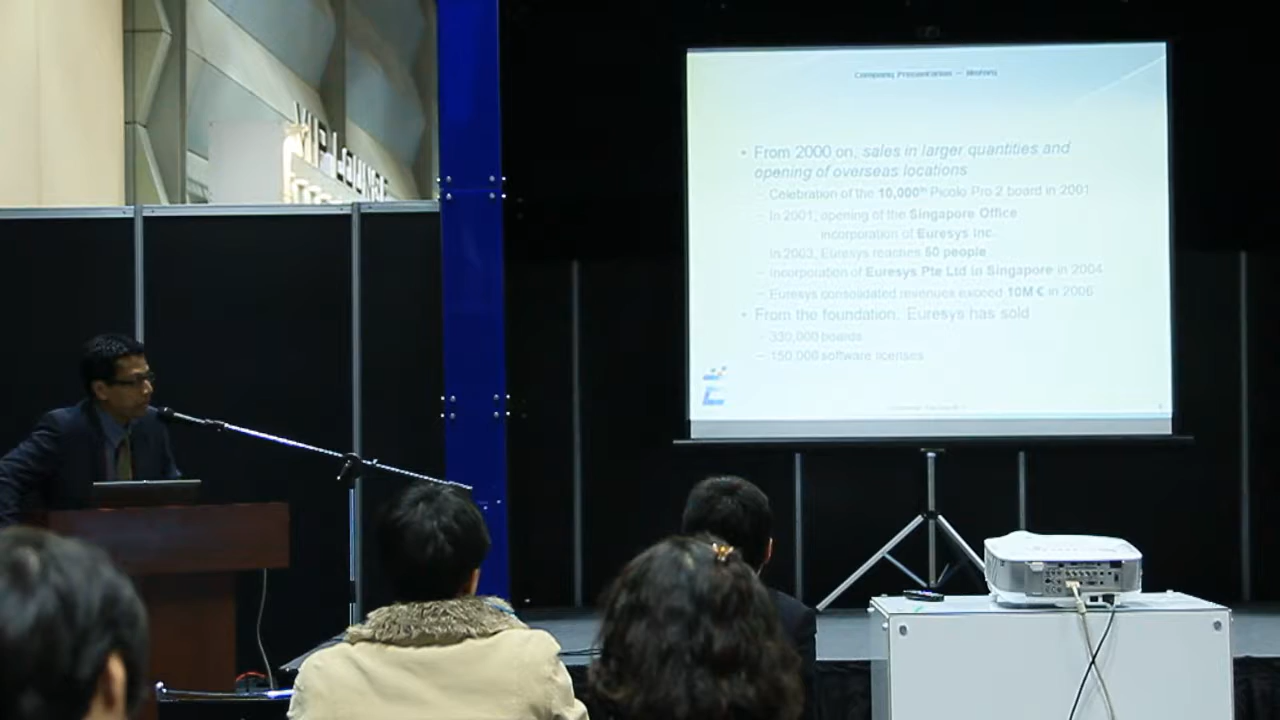 Company Presentation — History
• From 2000 on, sales in larger quantities and
opening of overseas locations
– Celebration of the 10,000th Picolo Pro 2 board in 2001
– In 2001, opening of the Singapore Office
incorporation of Euresys Inc.
In 2003, Euresys reaches 50 people
– Incorporation of Euresys Pte Ltd in Singapore in 2004
– Euresys consolidated revenues exceed 10M € in 2006
• From the foundation, Euresys has sold
– 330,000 boards
– 150,000 software licenses